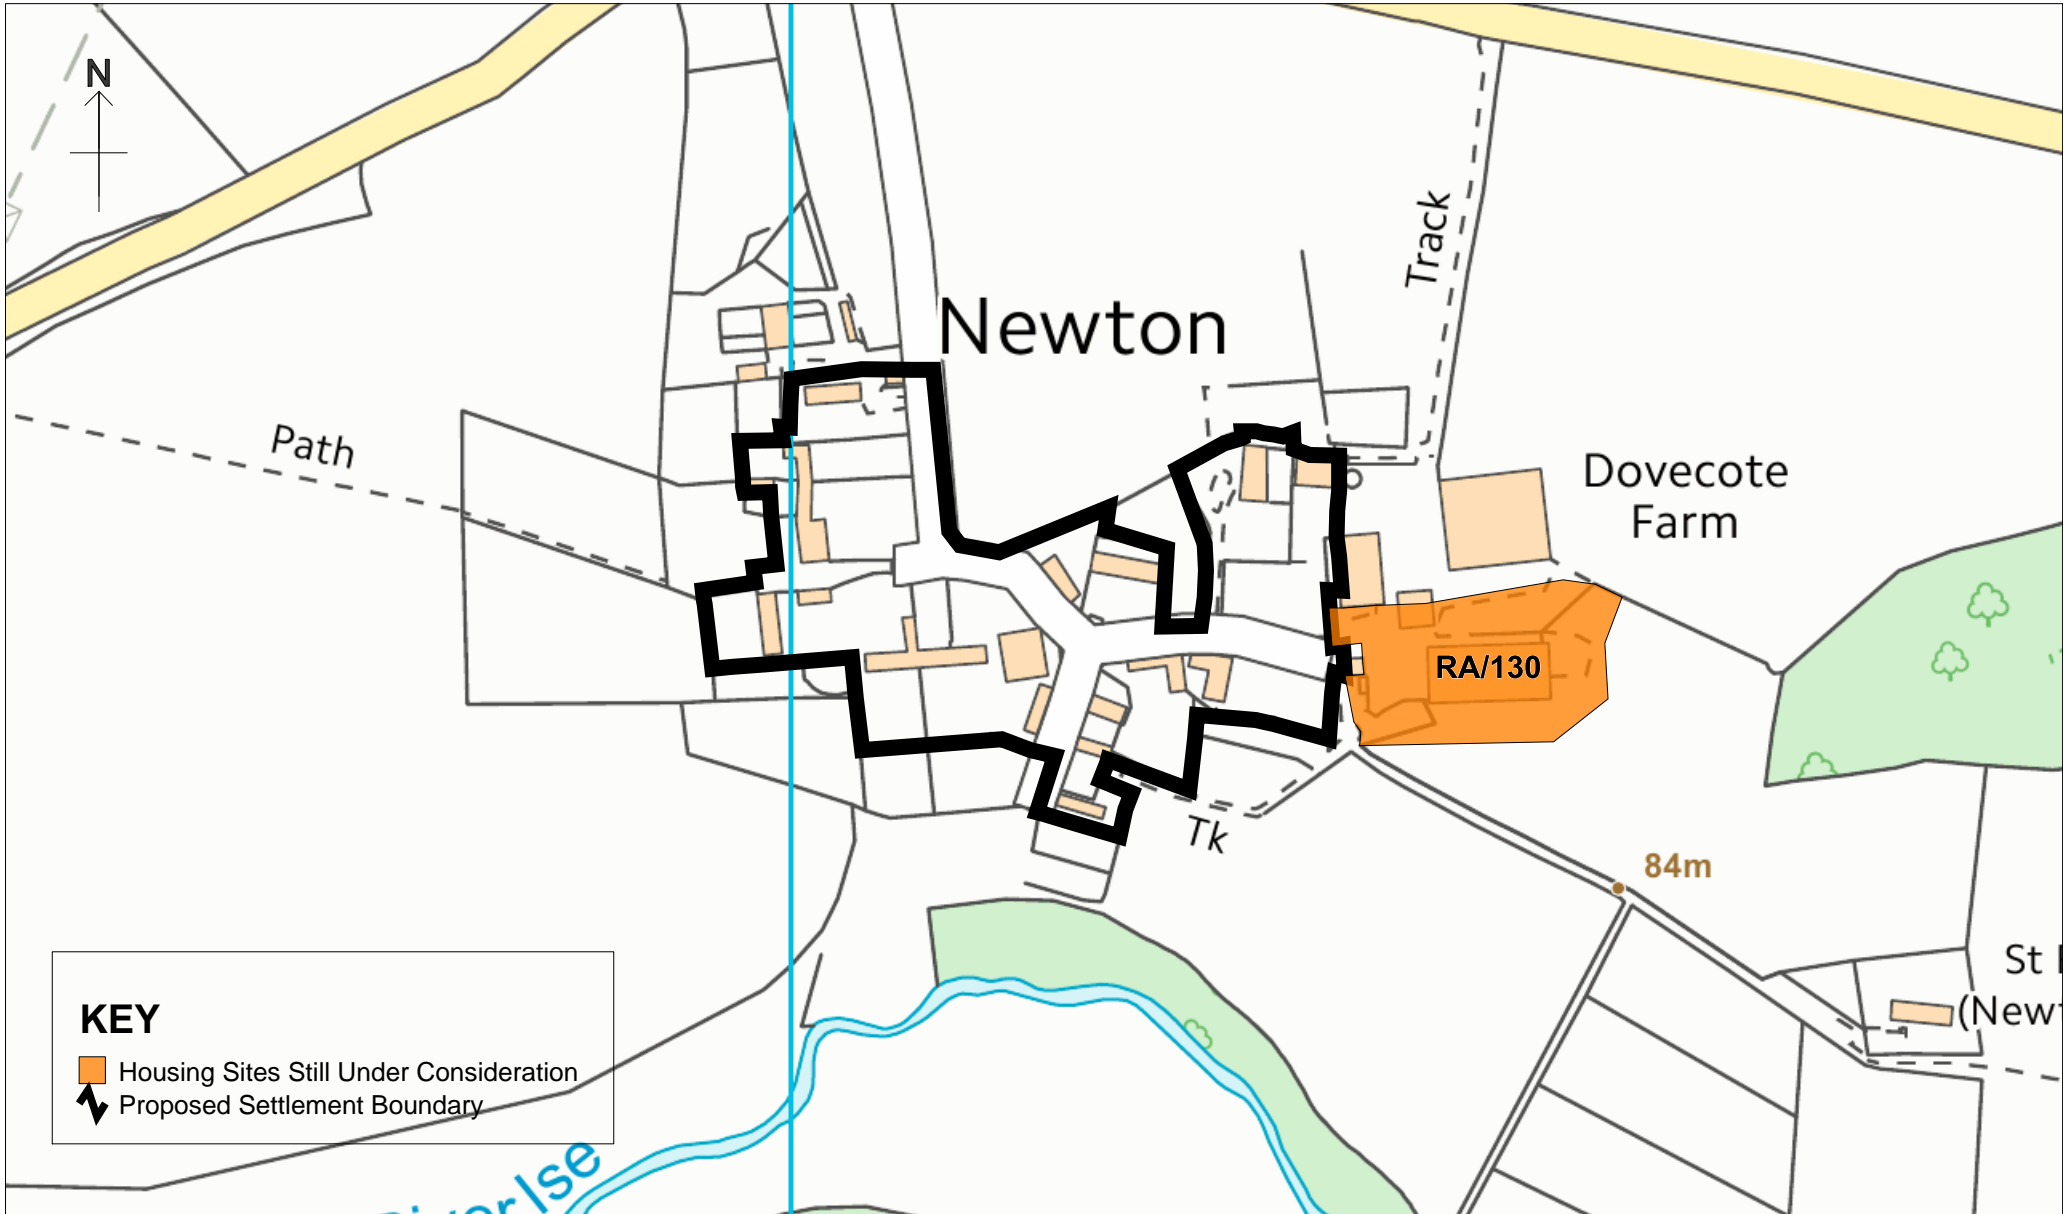 N
Track
Newton
Path
Dovecote
Farm
RA/130
Tk
84m
St
(New
KEY
Housing Sites Still Under Consideration
Proposed Settlement Boundary
River Ise